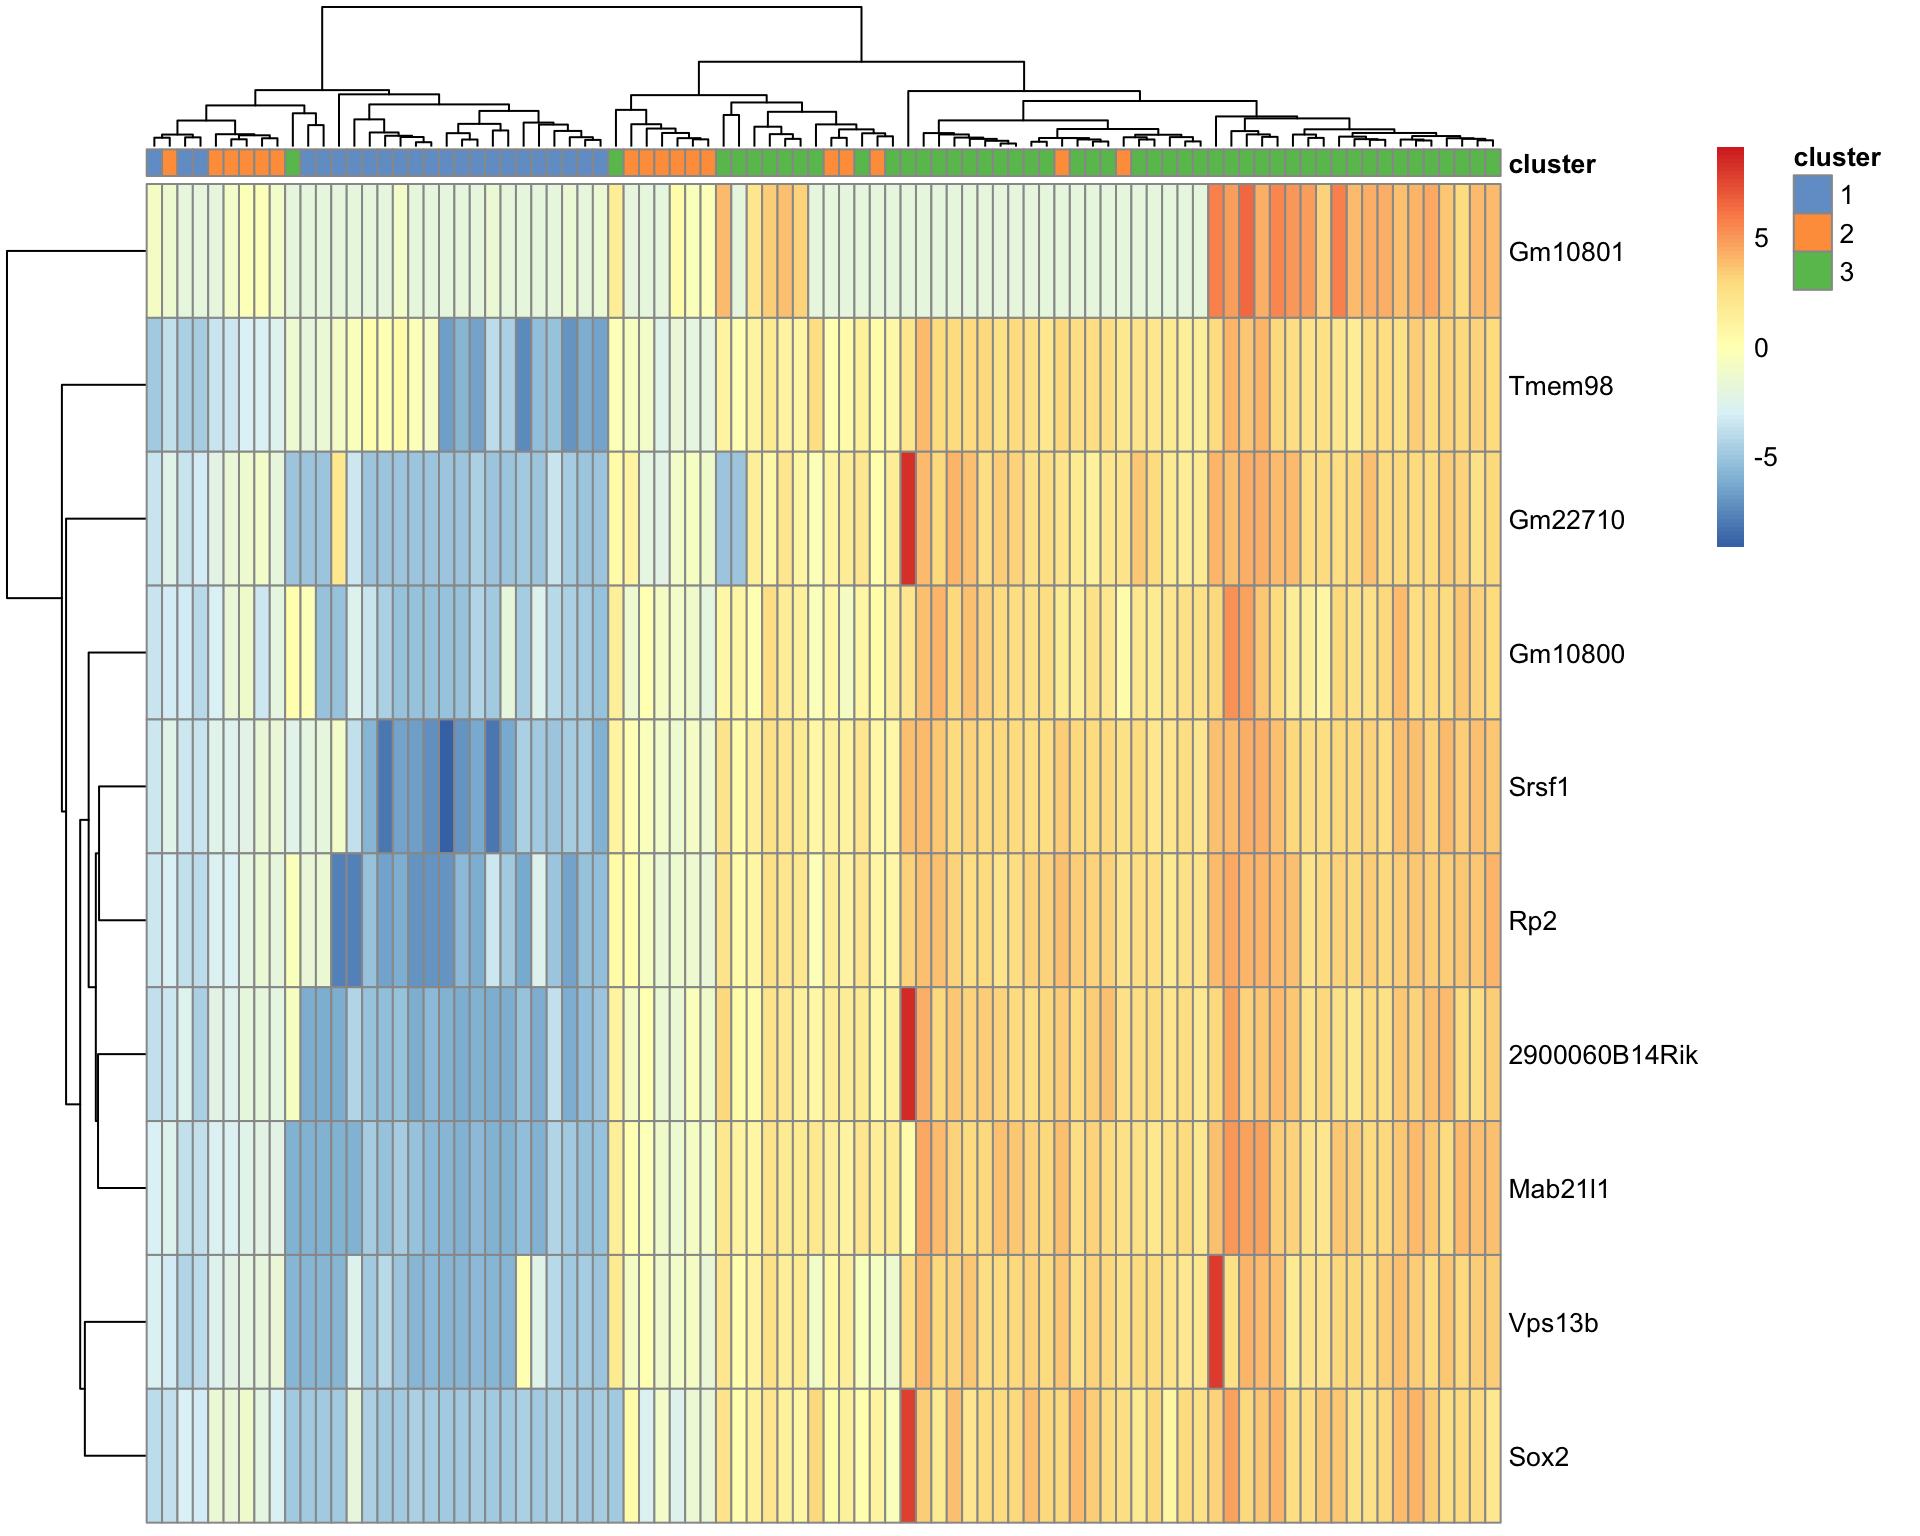 cluster
cluster
1
2
3
5
0
-5
Gm10801
Tmem98
Gm22710
Gm10800
Srsf1
Rp2
2900060B14Rik
Mab21l1
Vps13b
Sox2